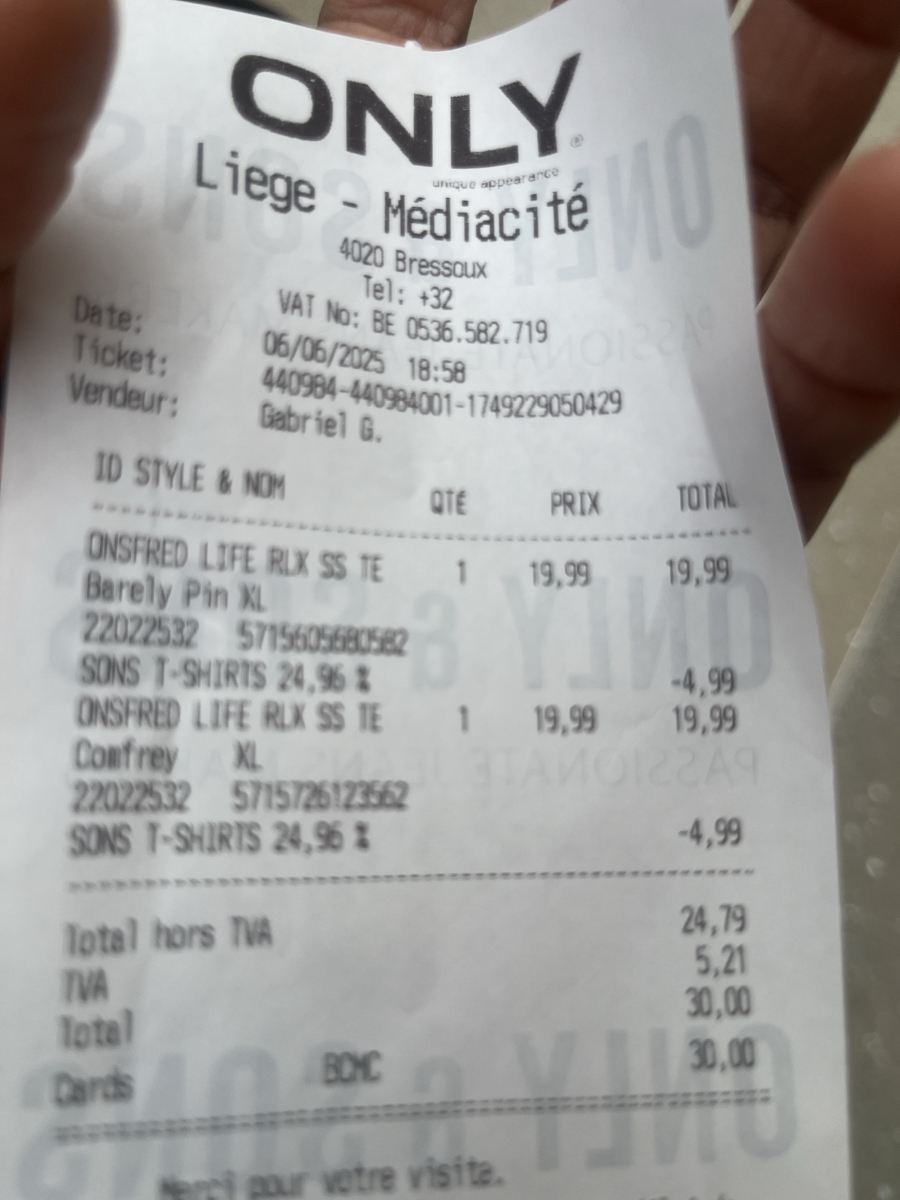 ONLY
unique appearance
Liege - Médiacité
4020 Bressoux
Tel: +32
VAT No: BE 0536.582.719
Date: 06/06/2025 18:58
Ticket: 440984-440984001-1749229050429
Vendeur: Gabriel G.
ID STYLE & NOM QTÉ PRIX TOTAL
ONSFRED LIFE RLX SS TE 1 19,99 19,99
Barely Pin XL
22022532 5715605680582
SONS T-SHIRTS 24,96 % -4,99
ONSFRED LIFE RLX SS TE 1 19,99 19,99
Comfrey XL
22022532 5715726123562
SONS T-SHIRTS 24,96 % -4,99
Total hors TVA 24,79
TVA 5,21
Total 30,00
Cards BCMC 30,00
Merci pour votre visite.